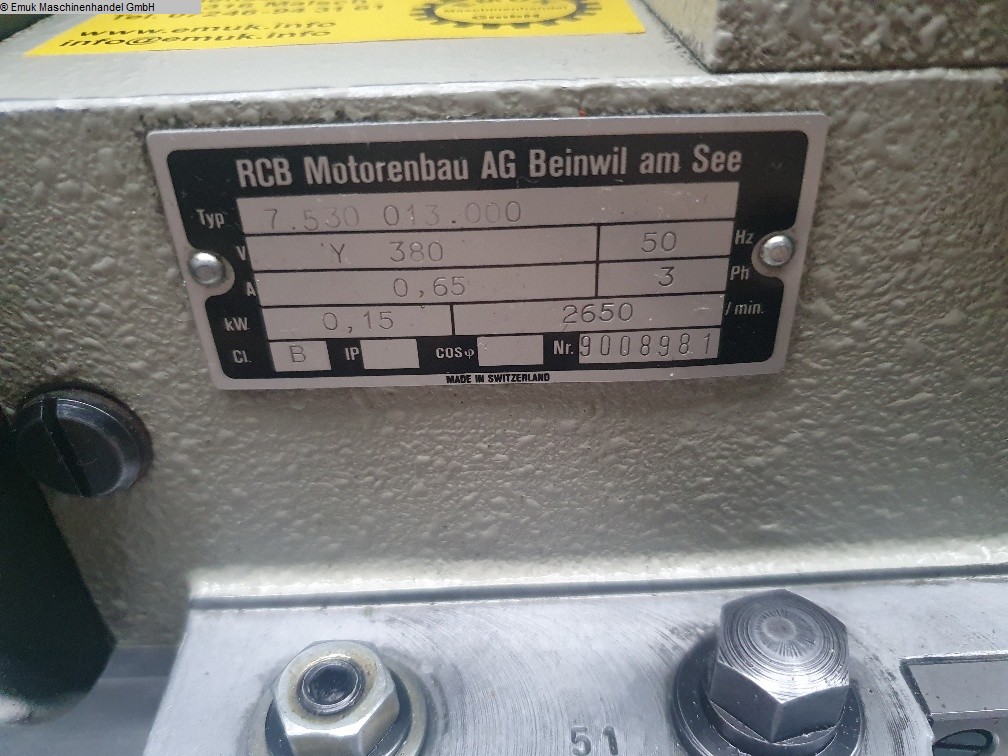 © Emuk Maschinenhandel GmbH
www.emuk.info
info@emuk.info
RCB Motorenbau AG Beinwil am See
Typ 7.530 013.000
V Y 380 50 Hz
A 0,65 3 Ph
kW 0,15 2650 /min.
Cl. B IP cosφ Nr. 9008981
MADE IN SWITZERLAND
51